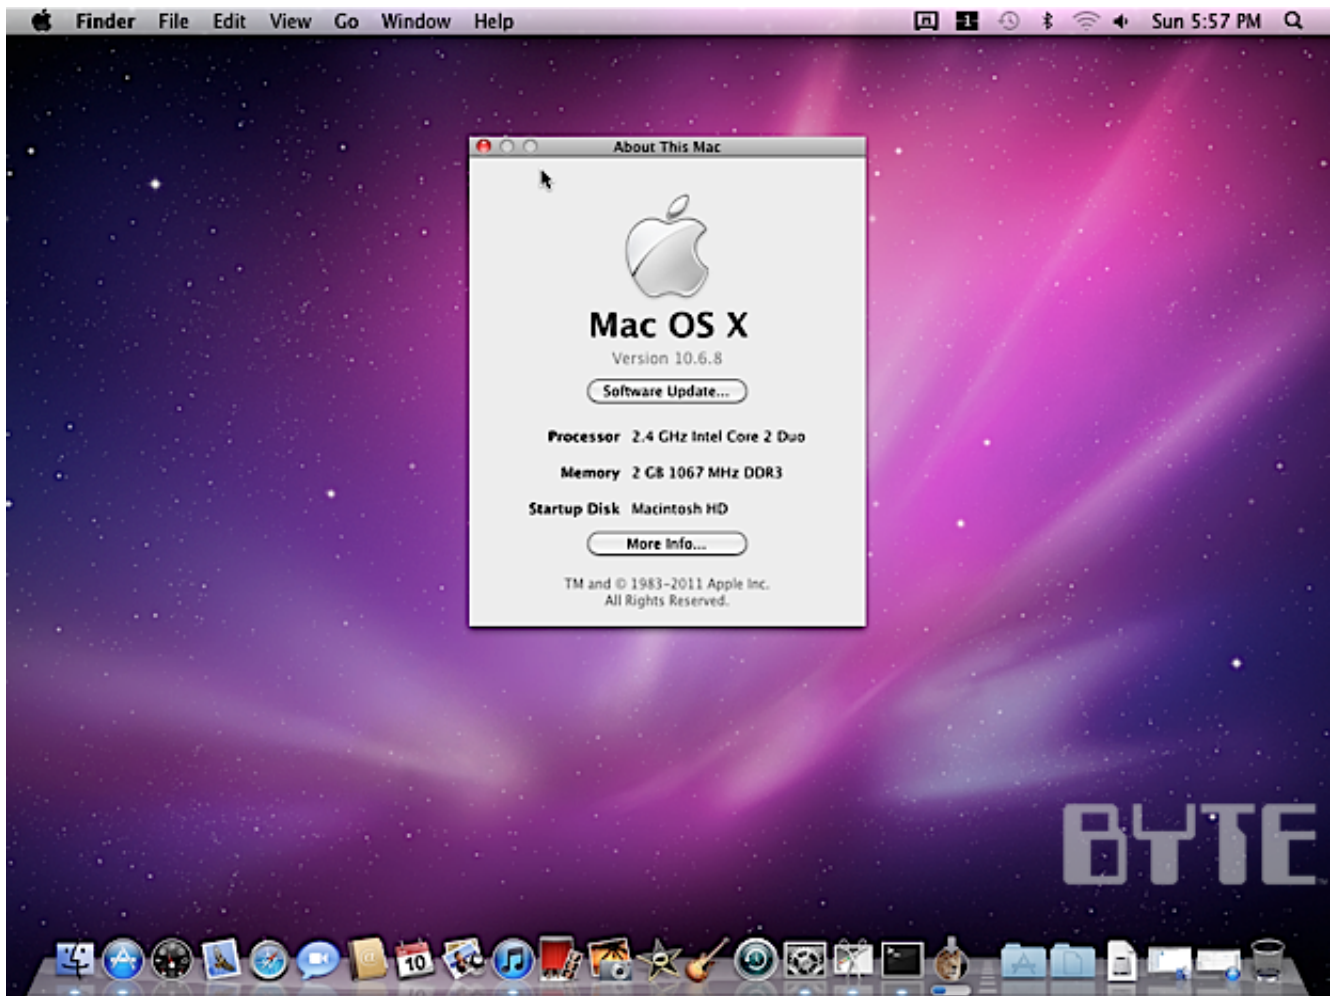 Finder File Edit View Go Window Help Sun 5:57 PM
About This Mac
Mac OS X
Version 10.6.8
Software Update...
Processor 2.4 GHz Intel Core 2 Duo
Memory 2 GB 1067 MHz DDR3
Startup Disk Macintosh HD
More Info...
TM and © 1983-2011 Apple Inc.
All Rights Reserved.
BYTE
10